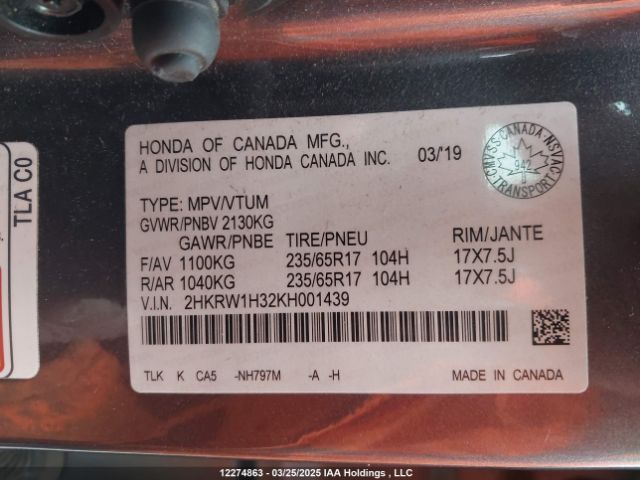 HONDA OF CANADA MFG.,
A DIVISION OF HONDA CANADA INC. 03/'19
CMVSS·CANADA·NSVAC
942
TRANSPORT
TYPE: MPV/VTUM
GVWR/PNBV 2130KG
GAWR/PNBE TIRE/PNEU RIM/JANTE
F/AV 1100KG 235/65R17 104H 17X7.5J
R/AR 1040KG 235/65R17 104H 17X7.5J
V.I.N. 2HKRW1H32KH001439
TLK K CA5 -NH797M -A -H MADE IN CANADA
TLA C0
12274863 - 03/25/2025 IAA Holdings , LLC